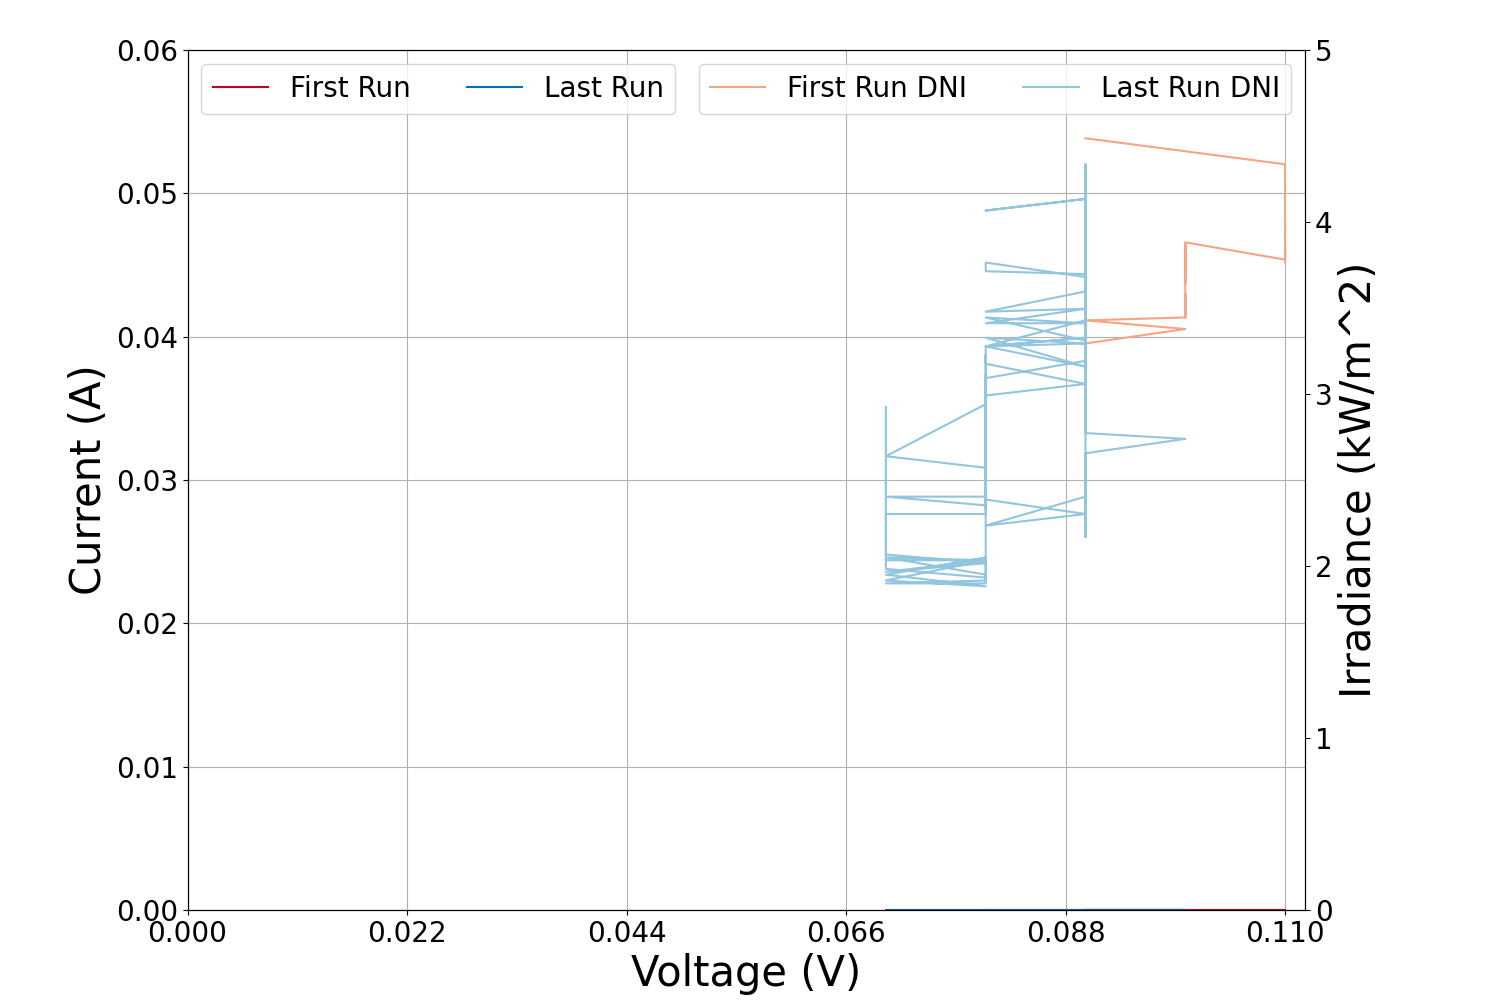 0.06
0.05
0.04
0.03
0.02
0.01
0.00
Current (A)
First Run
Last Run
First Run DNI
Last Run DNI
5
4
3
2
1
0
Irradiance (kW/m^2)
0.000
0.022
0.044
0.066
0.088
0.110
Voltage (V)